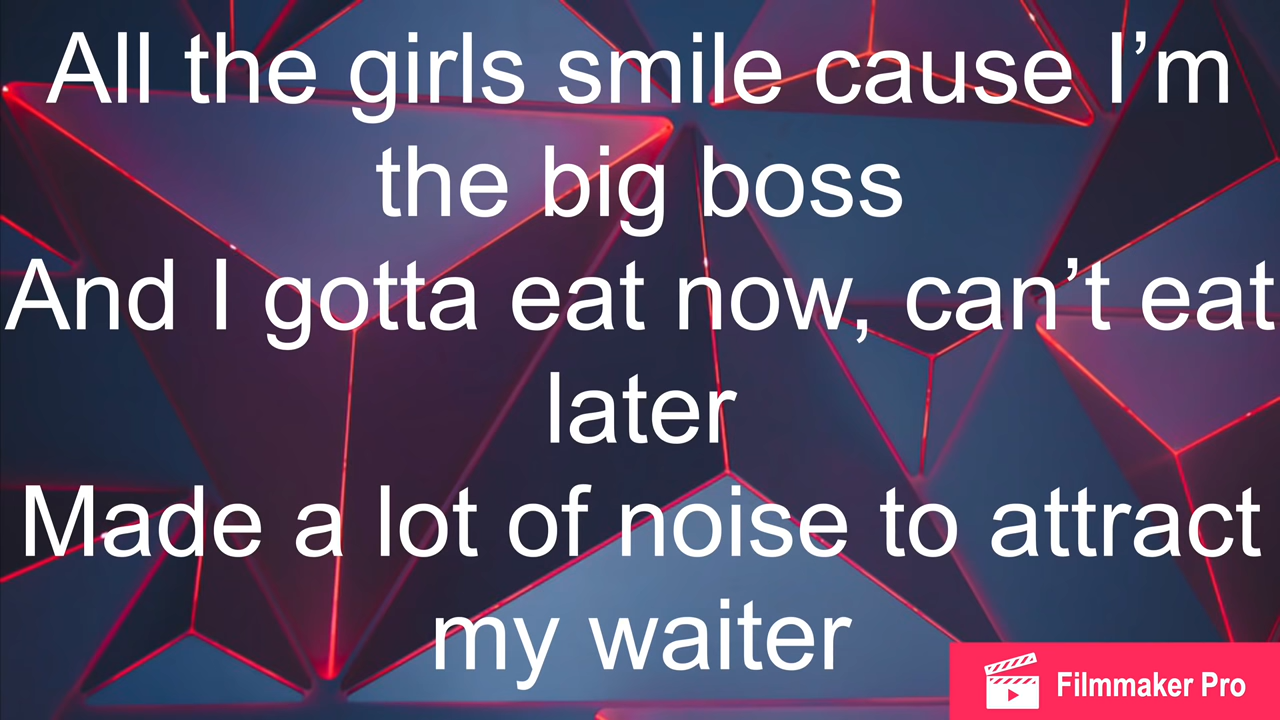 All the girls smile cause I’m
the big boss
And I gotta eat now, can’t eat
later
Made a lot of noise to attract
my waiter
Filmmaker Pro